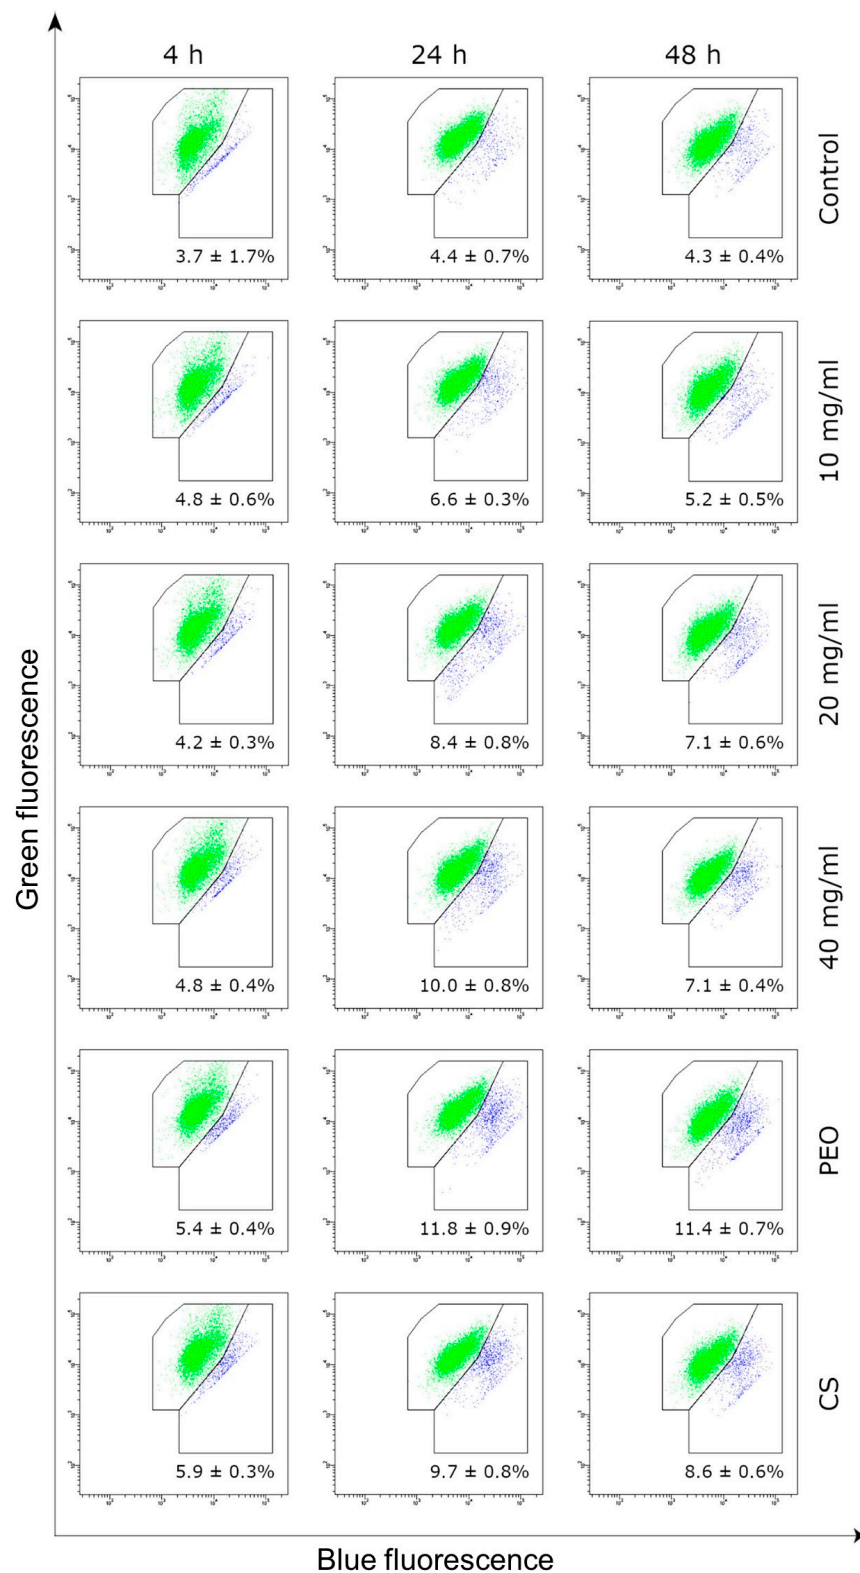 4 h 24 h 48 h
Control
3.7 ± 1.7% 4.4 ± 0.7% 4.3 ± 0.4%
10 mg/ml
4.8 ± 0.6% 6.6 ± 0.3% 5.2 ± 0.5%
20 mg/ml
4.2 ± 0.3% 8.4 ± 0.8% 7.1 ± 0.6%
40 mg/ml
4.8 ± 0.4% 10.0 ± 0.8% 7.1 ± 0.4%
PEO
5.4 ± 0.4% 11.8 ± 0.9% 11.4 ± 0.7%
CS
5.9 ± 0.3% 9.7 ± 0.8% 8.6 ± 0.6%
Green fluorescence
Blue fluorescence